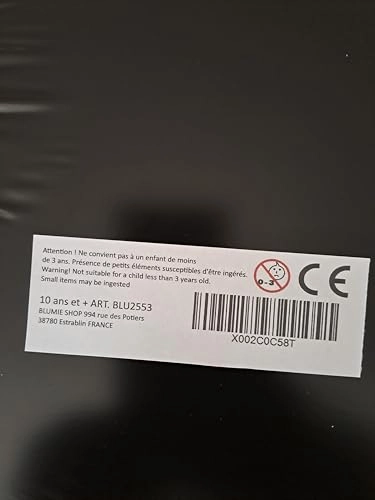 Attention ! Ne convient pas à un enfant de moins
de 3 ans. Présence de petits éléments susceptibles d'être ingérés.
Warning! Not suitable for a child less than 3 years old.
Small items may be ingested
0-3
CE
10 ans et + ART. BLU2553
BLUMIE SHOP 994 rue des Potiers
38780 Estrablin FRANCE
X002C0C58T